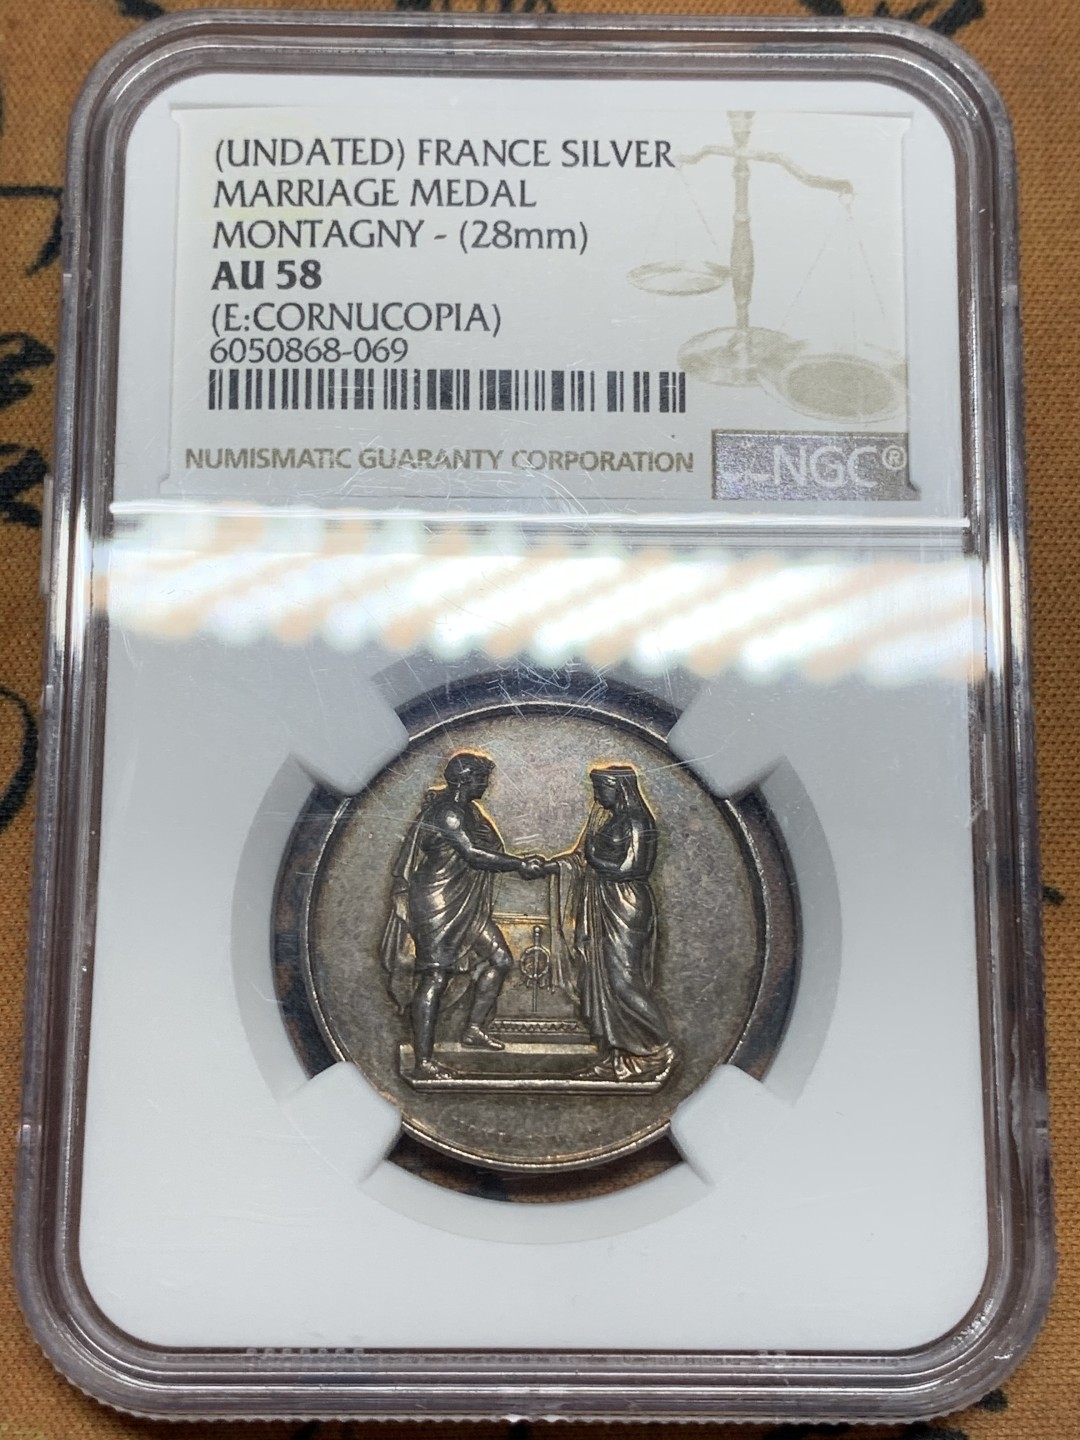 (UNDATED) FRANCE SILVER
MARRIAGE MEDAL
MONTAGNY - (28mm)
AU 58
(E:CORNUCOPIA)
6050868-069
NUMISMATIC GUARANTY CORPORATION
NGC®